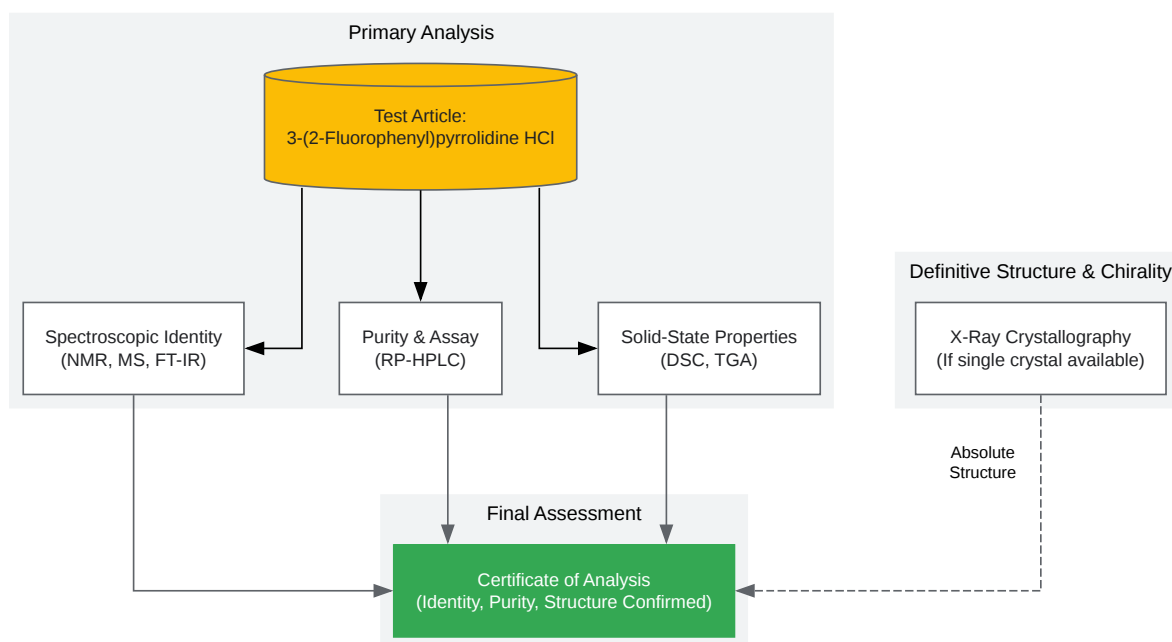 Primary Analysis
Test Article:
3-(2-Fluorophenyl)pyrrolidine HCl
Definitive Structure & Chirality
Spectroscopic Identity
(NMR, MS, FT-IR)
Purity & Assay
(RP-HPLC)
Solid-State Properties
(DSC, TGA)
X-Ray Crystallography
(If single crystal available)
Absolute
Structure
Final Assessment
Certificate of Analysis
(Identity, Purity, Structure Confirmed)